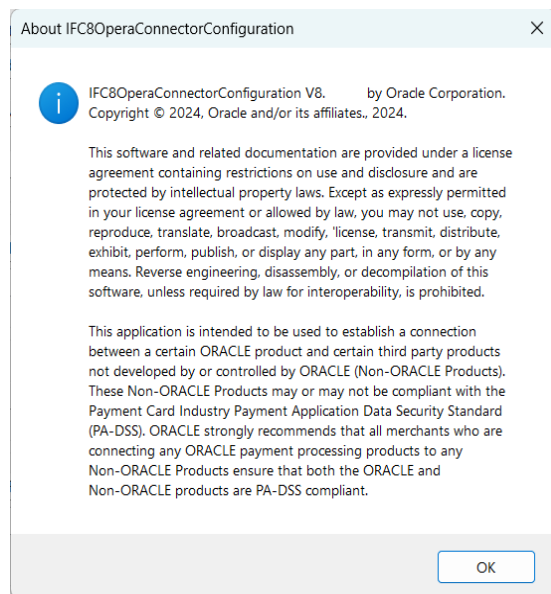 About IFC8OperaConnectorConfiguration
IFC8OperaConnectorConfiguration V8. by Oracle Corporation.
Copyright © 2024, Oracle and/or its affiliates., 2024.
This software and related documentation are provided under a license
agreement containing restrictions on use and disclosure and are
protected by intellectual property laws. Except as expressly permitted
in your license agreement or allowed by law, you may not use, copy,
reproduce, translate, broadcast, modify, 'license, transmit, distribute,
exhibit, perform, publish, or display any part, in any form, or by any
means. Reverse engineering, disassembly, or decompilation of this
software, unless required by law for interoperability, is prohibited.
This application is intended to be used to establish a connection
between a certain ORACLE product and certain third party products
not developed by or controlled by ORACLE (Non-ORACLE Products).
These Non-ORACLE Products may or may not be compliant with the
Payment Card Industry Payment Application Data Security Standard
(PA-DSS). ORACLE strongly recommends that all merchants who are
connecting any ORACLE payment processing products to any
Non-ORACLE Products ensure that both the ORACLE and
Non-ORACLE products are PA-DSS compliant.
OK